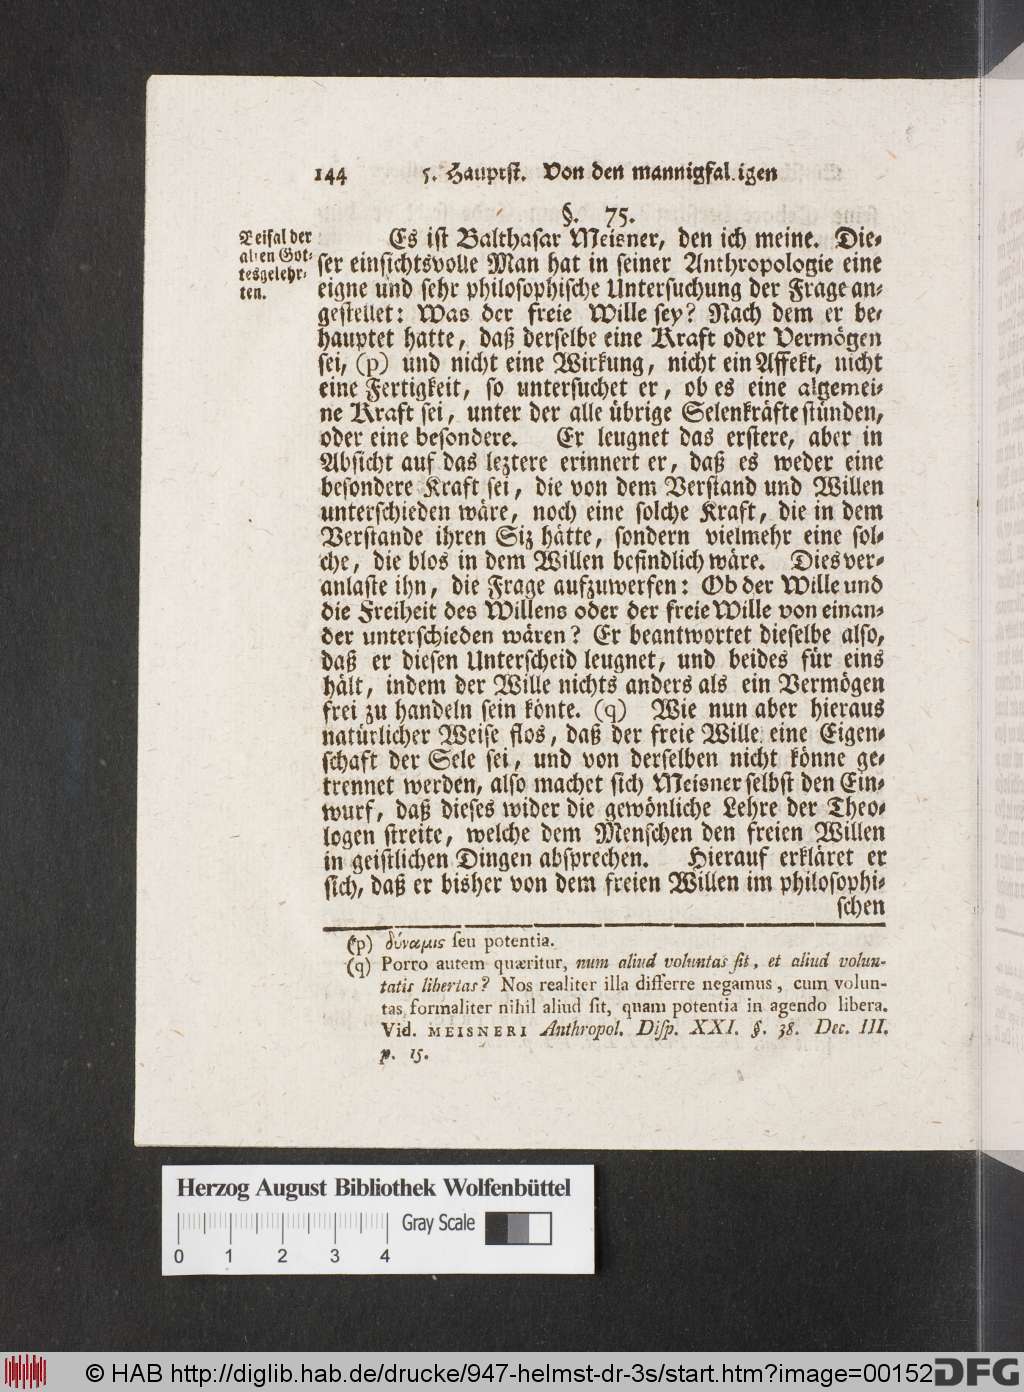 144 5. Hauptst. Von den mannigfal.igen
§. 75.
Beifal der
alten Got-
tesgelehr-
ten.
Es ist Balthasar Meisner, den ich meine. Die-
ser einsichtsvolle Man hat in seiner Anthropologie eine
eigne und sehr philosophische Untersuchung der Frage an-
gestellet: Was der freie Wille sey? Nach dem er be-
hauptet hatte, daß derselbe eine Kraft oder Vermögen
sei, (p) und nicht eine Wirkung, nicht ein Affekt, nicht
eine Fertigkeit, so untersuchet er, ob es eine algemei-
ne Kraft sei, unter der alle übrige Selenkräfte stünden,
oder eine besondere. Er leugnet das erstere, aber in
Absicht auf das leztere erinnert er, daß es weder eine
besondere Kraft sei, die von dem Verstand und Willen
unterschieden wäre, noch eine solche Kraft, die in dem
Verstande ihren Siz hätte, sondern vielmehr eine sol-
che, die blos in dem Willen befindlich wäre. Dies ver-
anlaste ihn, die Frage aufzuwerfen: Ob der Wille und
die Freiheit des Willens oder der freie Wille von einan-
der unterschieden wären? Er beantwortet dieselbe also,
daß er diesen Unterscheid leugnet, und beides für eins
hält, indem der Wille nichts anders als ein Vermögen
frei zu handeln sein könte. (q) Wie nun aber hieraus
natürlicher Weise flos, daß der freie Wille eine Eigen-
schaft der Sele sei, und von derselben nicht könne ge-
trennet werden, also machet sich Meisner selbst den Ein-
wurf, daß dieses wider die gewönliche Lehre der Theo-
logen streite, welche dem Menschen den freien Willen
in geistlichen Dingen absprechen. Hierauf erkläret er
sich, daß er bisher von dem freien Willen im philosophi-
schen
(p) δύναμις seu potentia.
(q) Porro autem quæritur, num aliud voluntas sit, et aliud volun-
tatis libertas? Nos realiter illa differre negamus, cum volun-
tas formaliter nihil aliud sit, quam potentia in agendo libera.
Vid. MEISNERI Anthropol. Disp. XXI. §. 38. Dec. III.
p. 15.
Herzog August Bibliothek Wolfenbüttel
Gray Scale
0 1 2 3 4
© HAB http://diglib.hab.de/drucke/947-helmst-dr-3s/start.htm?image=00152
DFG